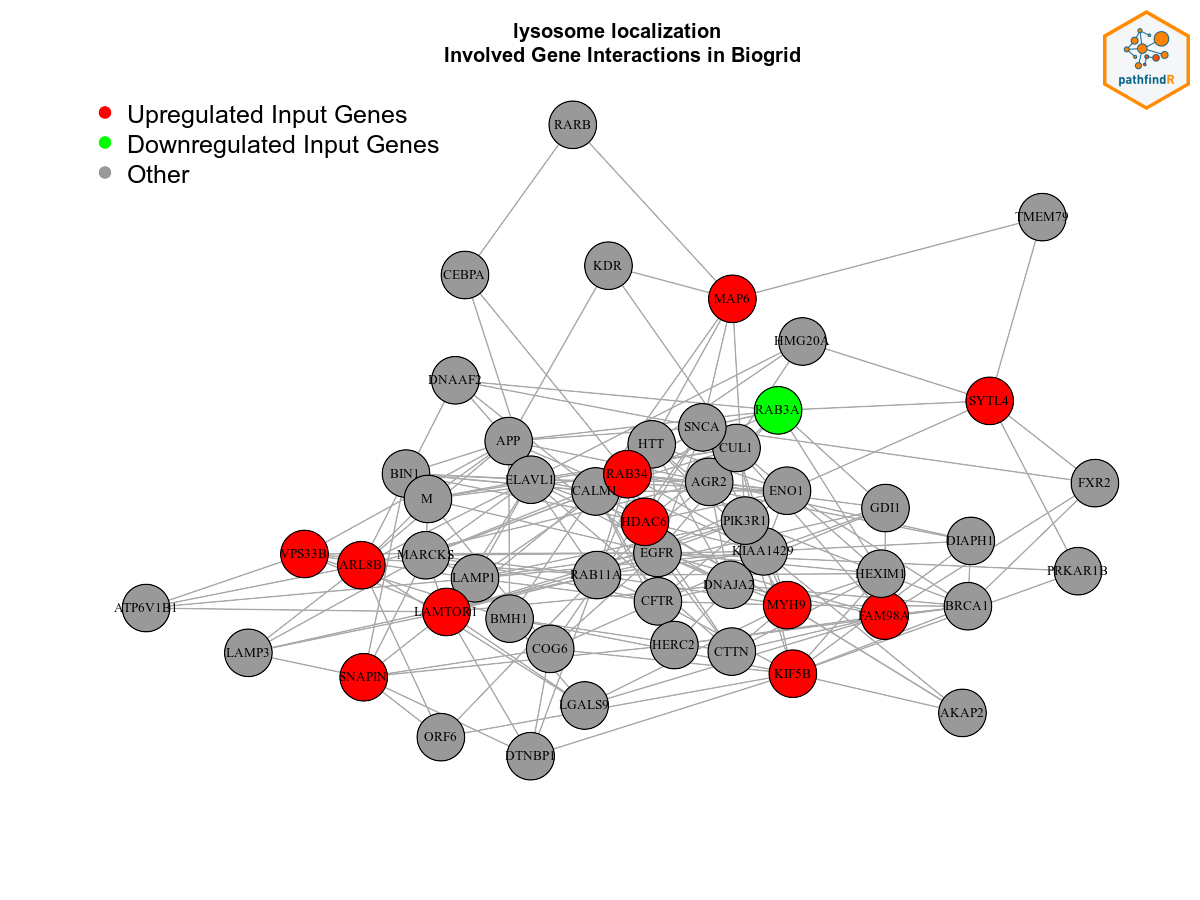 lysosome localization
Involved Gene Interactions in Biogrid
pathfindR
Upregulated Input Genes
Downregulated Input Genes
Other
RARB
TMEM79
CEBPA
KDR
MAP6
HMG20A
DNAAF2
SYTL4
RAB3A
SNCA
APP
HTT
CUL1
BIN1
RAB34
ELAVL1
CALM1
AGR2
ENO1
FXR2
M
GDI1
HDAC6
PIK3R1
DIAPH1
VPS33B
ARL8B
MARCKS
EGFR
KIAA1429
LAMP1
RAB11A
DNAJA2
HEXIM1
PRKAR1B
ATP6V1B1
LAMTOR1
BMH1
CFTR
MYH9
FAM98A
BRCA1
LAMP3
COG6
HERC2
CTTN
SNAPIN
KIF5B
LGALS9
AKAP2
ORF6
DTNBP1